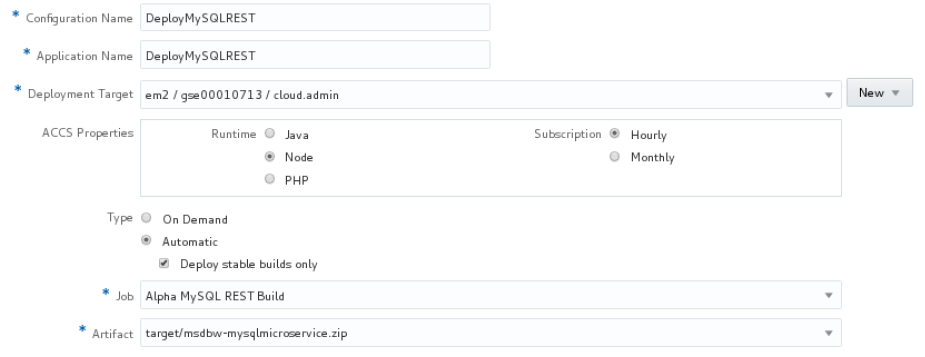 * Configuration Name DeployMySQLREST
* Application Name DeployMySQLREST
* Deployment Target em2 / gse00010713 / cloud.admin New
ACCS Properties Runtime Java Subscription Hourly
Node Monthly
PHP
Type On Demand
Automatic
Deploy stable builds only
* Job Alpha MySQL REST Build
* Artifact target/msdbw-mysqlmicroservice.zip